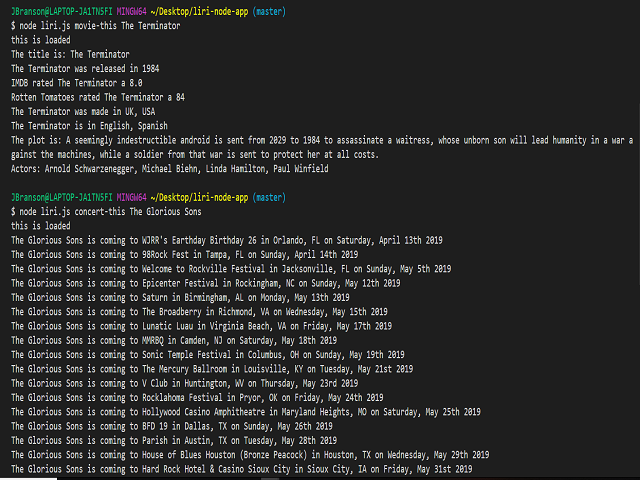 JBranson@LAPTOP-JA1TN5FI MINGW64 ~/Desktop/liri-node-app (master)
$ node liri.js movie-this The Terminator
this is loaded
The title is: The Terminator
The Terminator was released in 1984
IMDB rated The Terminator a 8.0
Rotten Tomatoes rated The Terminator a 84
The Terminator was made in UK, USA
The Terminator is in English, Spanish
The plot is: A seemingly indestructible android is sent from 2029 to 1984 to assassinate a waitress, whose unborn son will lead humanity in a war a
gainst the machines, while a soldier from that war is sent to protect her at all costs.
Actors: Arnold Schwarzenegger, Michael Biehn, Linda Hamilton, Paul Winfield
JBranson@LAPTOP-JA1TN5FI MINGW64 ~/Desktop/liri-node-app (master)
$ node liri.js concert-this The Glorious Sons
this is loaded
The Glorious Sons is coming to WJRR's Earthday Birthday 26 in Orlando, FL on Saturday, April 13th 2019
The Glorious Sons is coming to 98Rock Fest in Tampa, FL on Sunday, April 14th 2019
The Glorious Sons is coming to Welcome to Rockville Festival in Jacksonville, FL on Sunday, May 5th 2019
The Glorious Sons is coming to Epicenter Festival in Rockingham, NC on Sunday, May 12th 2019
The Glorious Sons is coming to Saturn in Birmingham, AL on Monday, May 13th 2019
The Glorious Sons is coming to The Broadberry in Richmond, VA on Wednesday, May 15th 2019
The Glorious Sons is coming to Lunatic Luau in Virginia Beach, VA on Friday, May 17th 2019
The Glorious Sons is coming to MMRBQ in Camden, NJ on Saturday, May 18th 2019
The Glorious Sons is coming to Sonic Temple Festival in Columbus, OH on Sunday, May 19th 2019
The Glorious Sons is coming to The Mercury Ballroom in Louisville, KY on Tuesday, May 21st 2019
The Glorious Sons is coming to V Club in Huntington, WV on Thursday, May 23rd 2019
The Glorious Sons is coming to Rocklahoma Festival in Pryor, OK on Friday, May 24th 2019
The Glorious Sons is coming to Hollywood Casino Amphitheatre in Maryland Heights, MO on Saturday, May 25th 2019
The Glorious Sons is coming to BFD 19 in Dallas, TX on Sunday, May 26th 2019
The Glorious Sons is coming to Parish in Austin, TX on Tuesday, May 28th 2019
The Glorious Sons is coming to House of Blues Houston (Bronze Peacock) in Houston, TX on Wednesday, May 29th 2019
The Glorious Sons is coming to Hard Rock Hotel & Casino Sioux City in Sioux City, IA on Friday, May 31st 2019